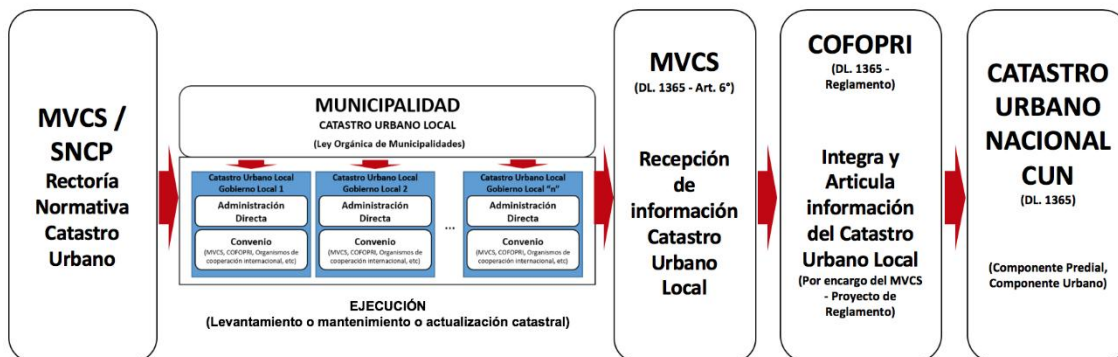 MVCS /
SNCP
Rectoría
Normativa
Catastro
Urbano
MUNICIPALIDAD
CATASTRO URBANO LOCAL
(Ley Orgánica de Municipalidades)
Catastro Urbano Local
Gobierno Local 1
Administración
Directa
Convenio
(MVCS, COFOPRI, Organismos de
cooperación internacional, etc)
Catastro Urbano Local
Gobierno Local 2
Administración
Directa
Convenio
(MVCS, COFOPRI, Organismos de
cooperación internacional, etc)
...
Catastro Urbano Local
Gobierno Local "n"
Administración
Directa
Convenio
(MVCS, COFOPRI, Organismos de
cooperación internacional, etc)
EJECUCIÓN
(Levantamiento o mantenimiento o actualización catastral)
MVCS
(DL. 1365 - Art. 6°)
Recepción
de
información
Catastro
Urbano
Local
COFOPRI
(DL. 1365 -
Reglamento)
Integra y
Articula
información
del Catastro
Urbano Local
(Por encargo del MVCS
- Proyecto de
Reglamento)
CATASTRO
URBANO
NACIONAL
CUN
(DL. 1365)
(Componente Predial,
Componente Urbano)